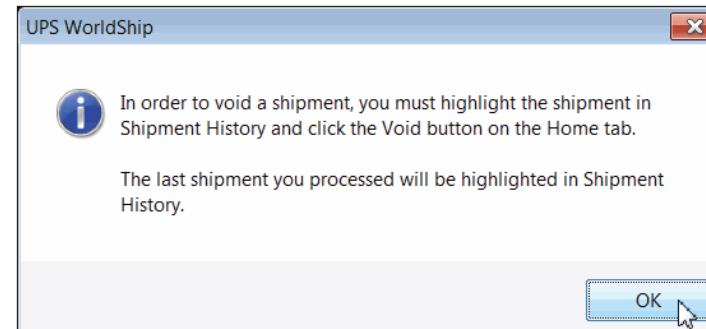 UPS WorldShip
In order to void a shipment, you must highlight the shipment in
Shipment History and click the Void button on the Home tab.
The last shipment you processed will be highlighted in Shipment
History.
OK